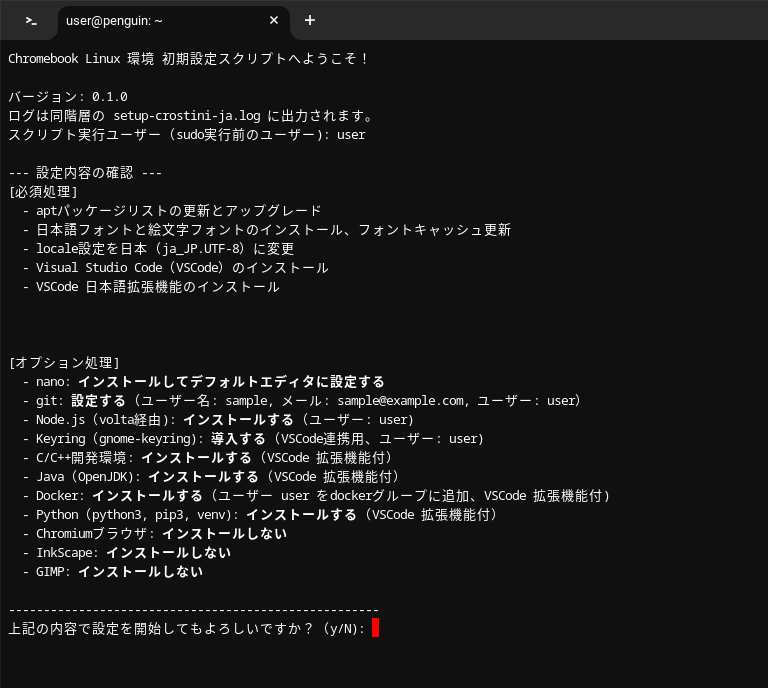 user@penguin: ~
Chromebook Linux 環境 初期設定スクリプトへようこそ！
バージョン: 0.1.0
ログは同階層の setup-crostini-ja.log に出力されます。
スクリプト実行ユーザー (sudo実行前のユーザー): user
--- 設定内容の確認 ---
[必須処理]
- aptパッケージリストの更新とアップグレード
- 日本語フォントと絵文字フォントのインストール、フォントキャッシュ更新
- locale設定を日本（ja_JP.UTF-8）に変更
- Visual Studio Code（VSCode）のインストール
- VSCode 日本語拡張機能のインストール
[オプション処理]
- nano: インストールしてデフォルトエディタに設定する
- git: 設定する（ユーザー名: sample, メール: sample@example.com, ユーザー: user）
- Node.js（volta経由): インストールする（ユーザー: user)
- Keyring（gnome-keyring): 導入する（VSCode連携用、ユーザー: user)
- C/C++開発環境: インストールする（VSCode 拡張機能付）
- Java（OpenJDK): インストールする（VSCode 拡張機能付）
- Docker: インストールする（ユーザー user をdockerグループに追加、VSCode 拡張機能付)
- Python（python3, pip3, venv): インストールする（VSCode 拡張機能付）
- Chromiumブラウザ: インストールしない
- InkScape: インストールしない
- GIMP: インストールしない
-----------------------------------------------------
上記の内容で設定を開始してもよろしいですか？（y/N):